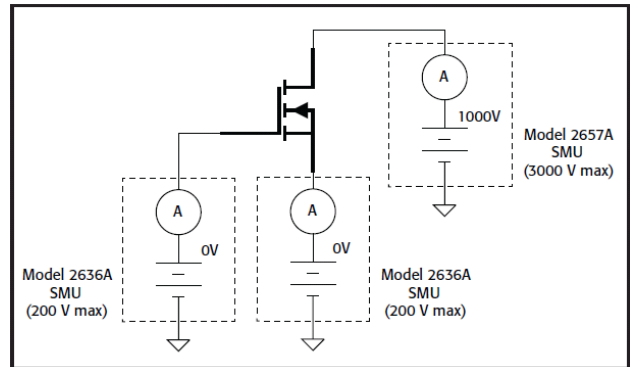 A
1000V
Model 2657A
SMU
(3000 V max)
A
0V
Model 2636A
SMU
(200 V max)
A
0V
Model 2636A
SMU
(200 V max)